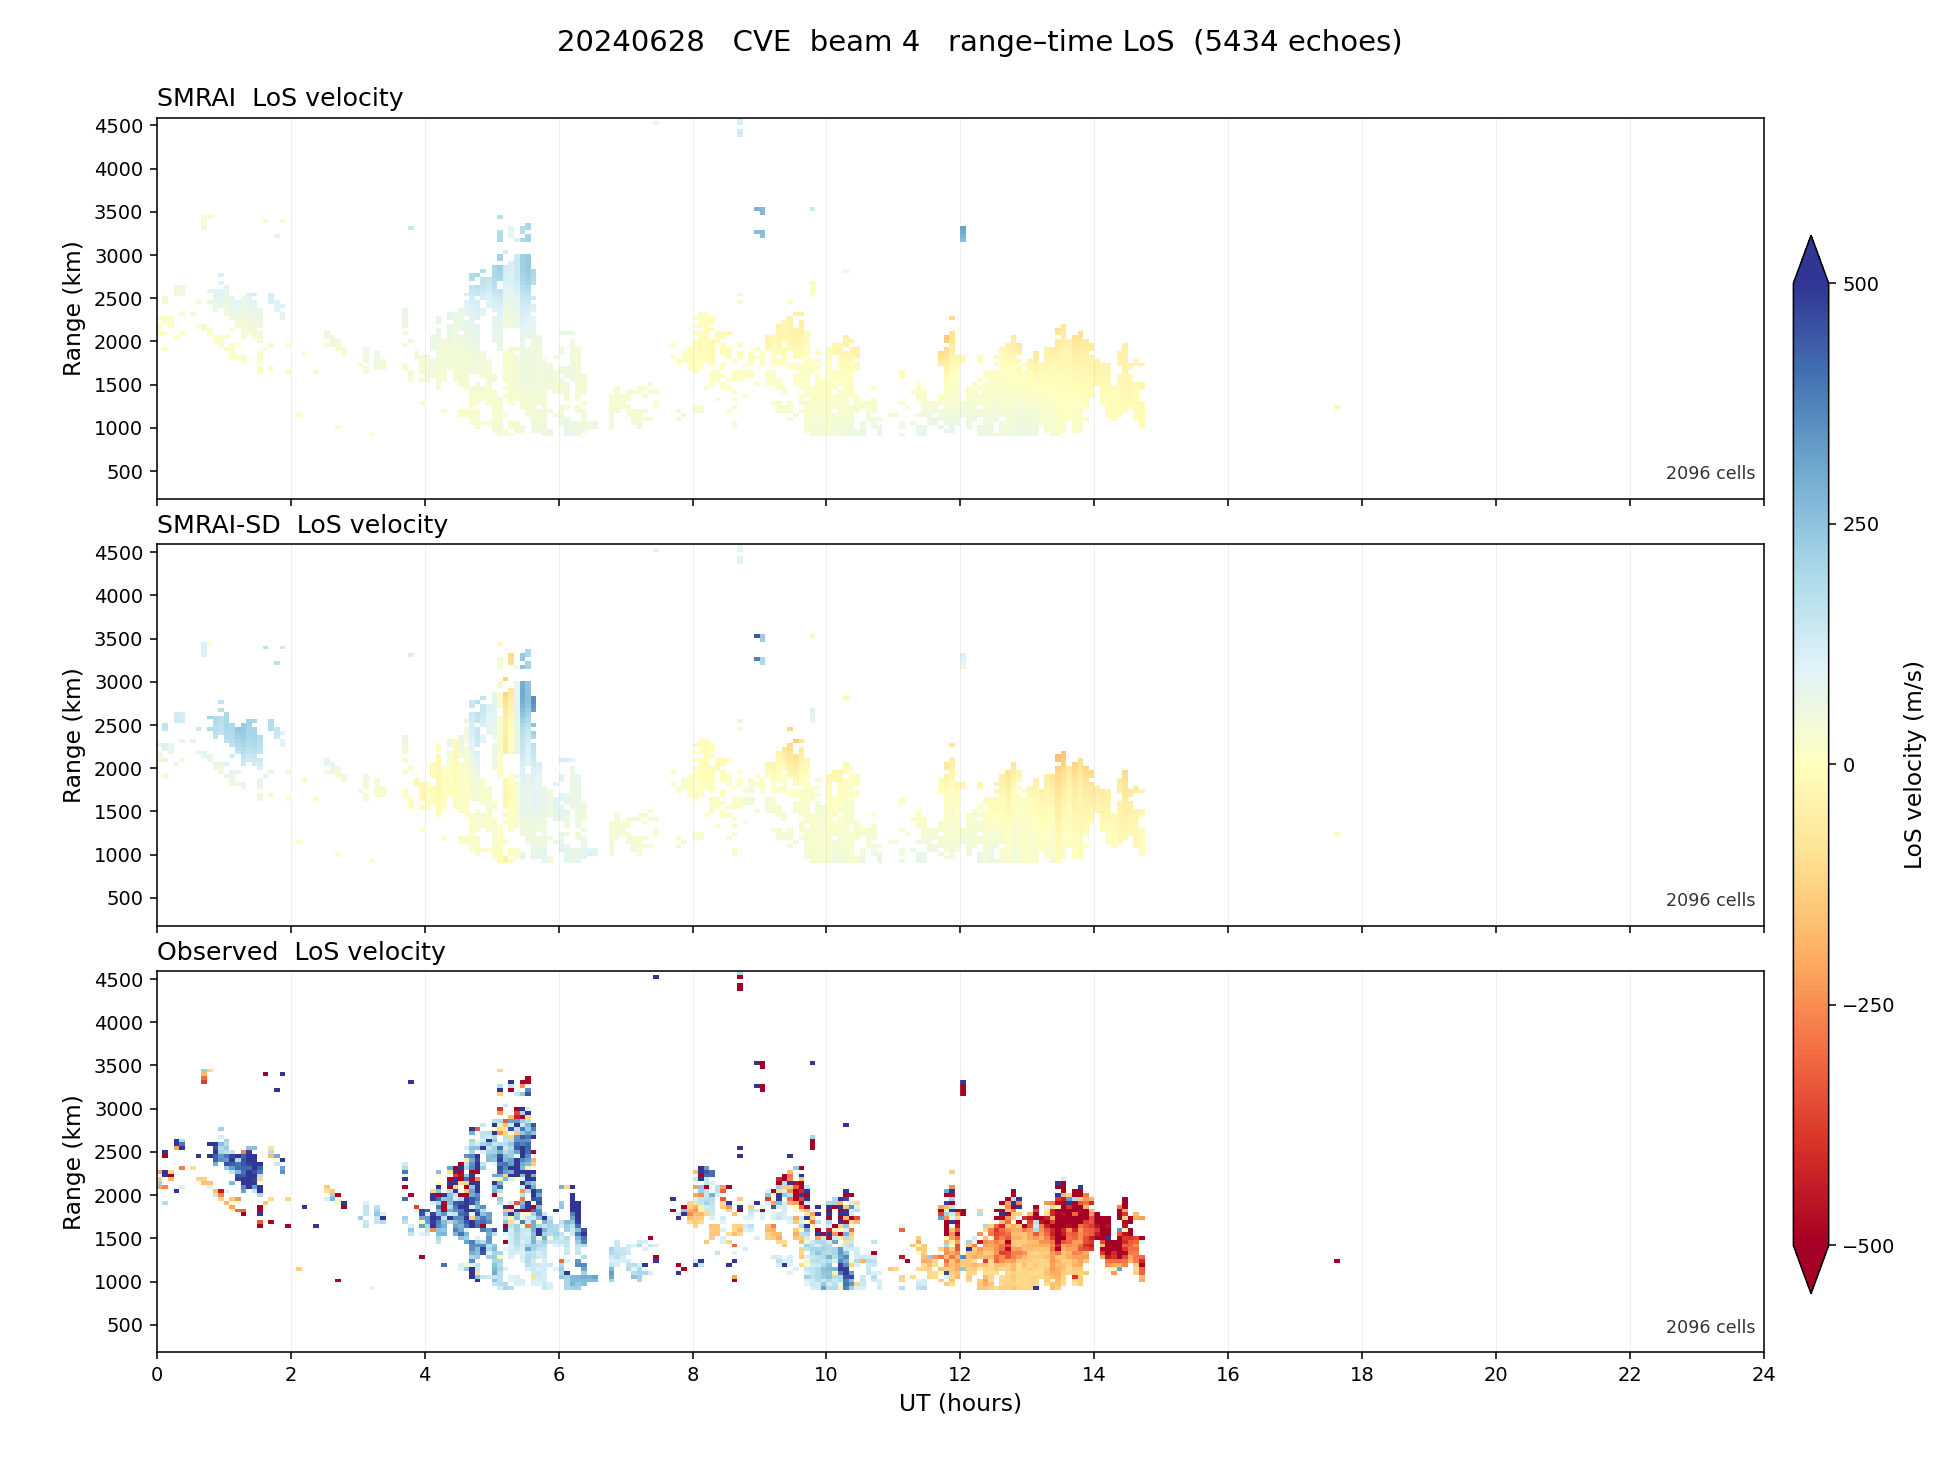 20240628   CVE  beam 4   range–time LoS  (5434 echoes)
SMRAI  LoS velocity
4500
4000
3500
3000
2500
2000
1500
1000
500
Range (km)
2096 cells
SMRAI-SD  LoS velocity
4500
4000
3500
3000
2500
2000
1500
1000
500
Range (km)
2096 cells
Observed  LoS velocity
4500
4000
3500
3000
2500
2000
1500
1000
500
Range (km)
2096 cells
0 2 4 6 8 10 12 14 16 18 20 22 24
UT (hours)
500
250
0
−250
−500
LoS velocity (m/s)